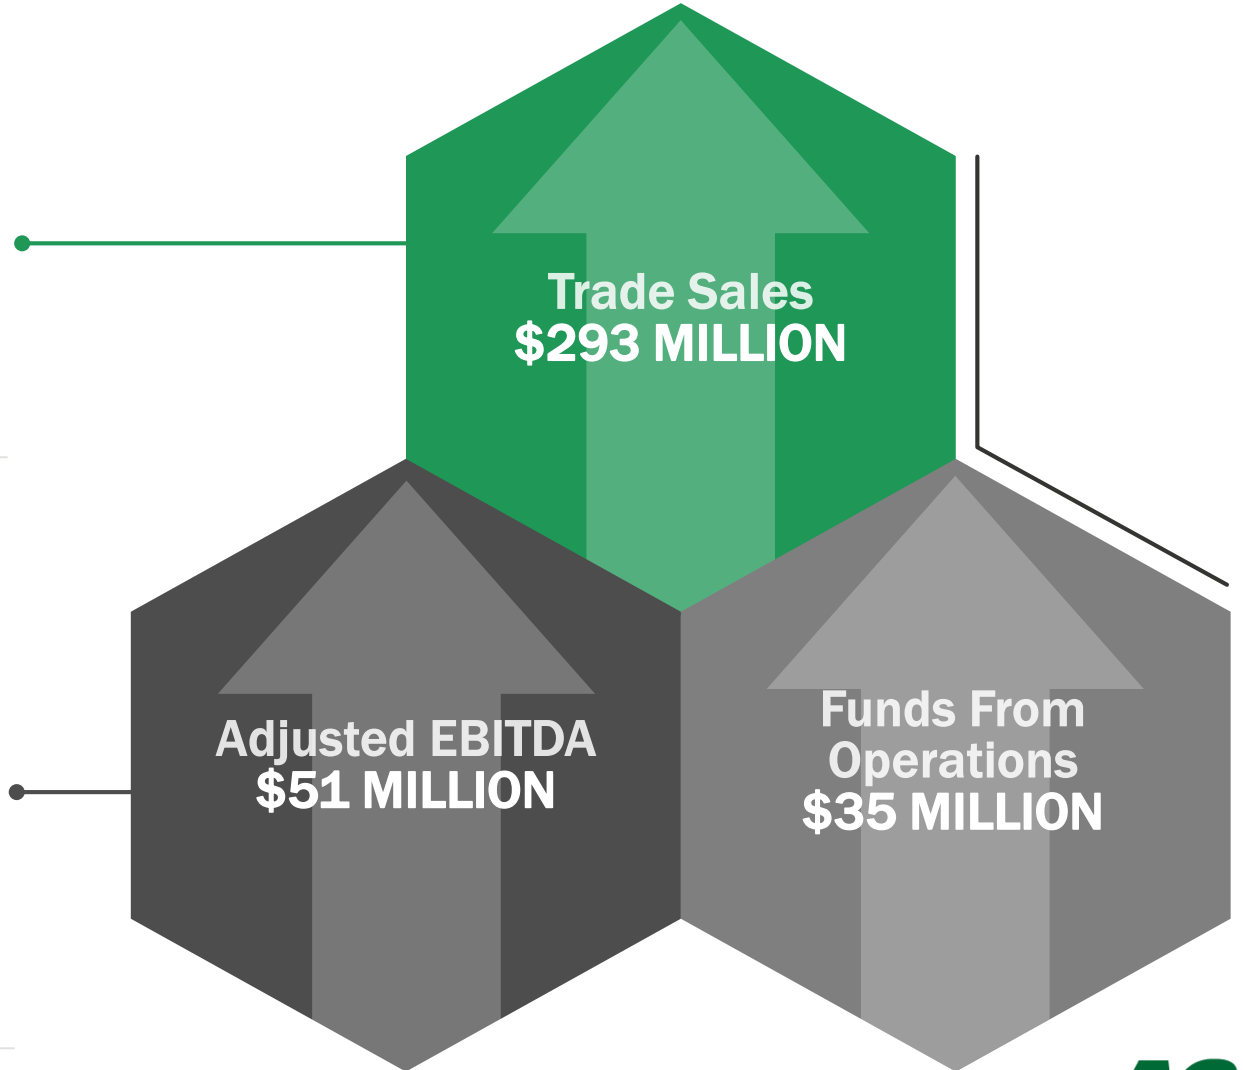 Trade Sales
$293 MILLION
Adjusted EBITDA
$51 MILLION
Funds From
Operations
$35 MILLION